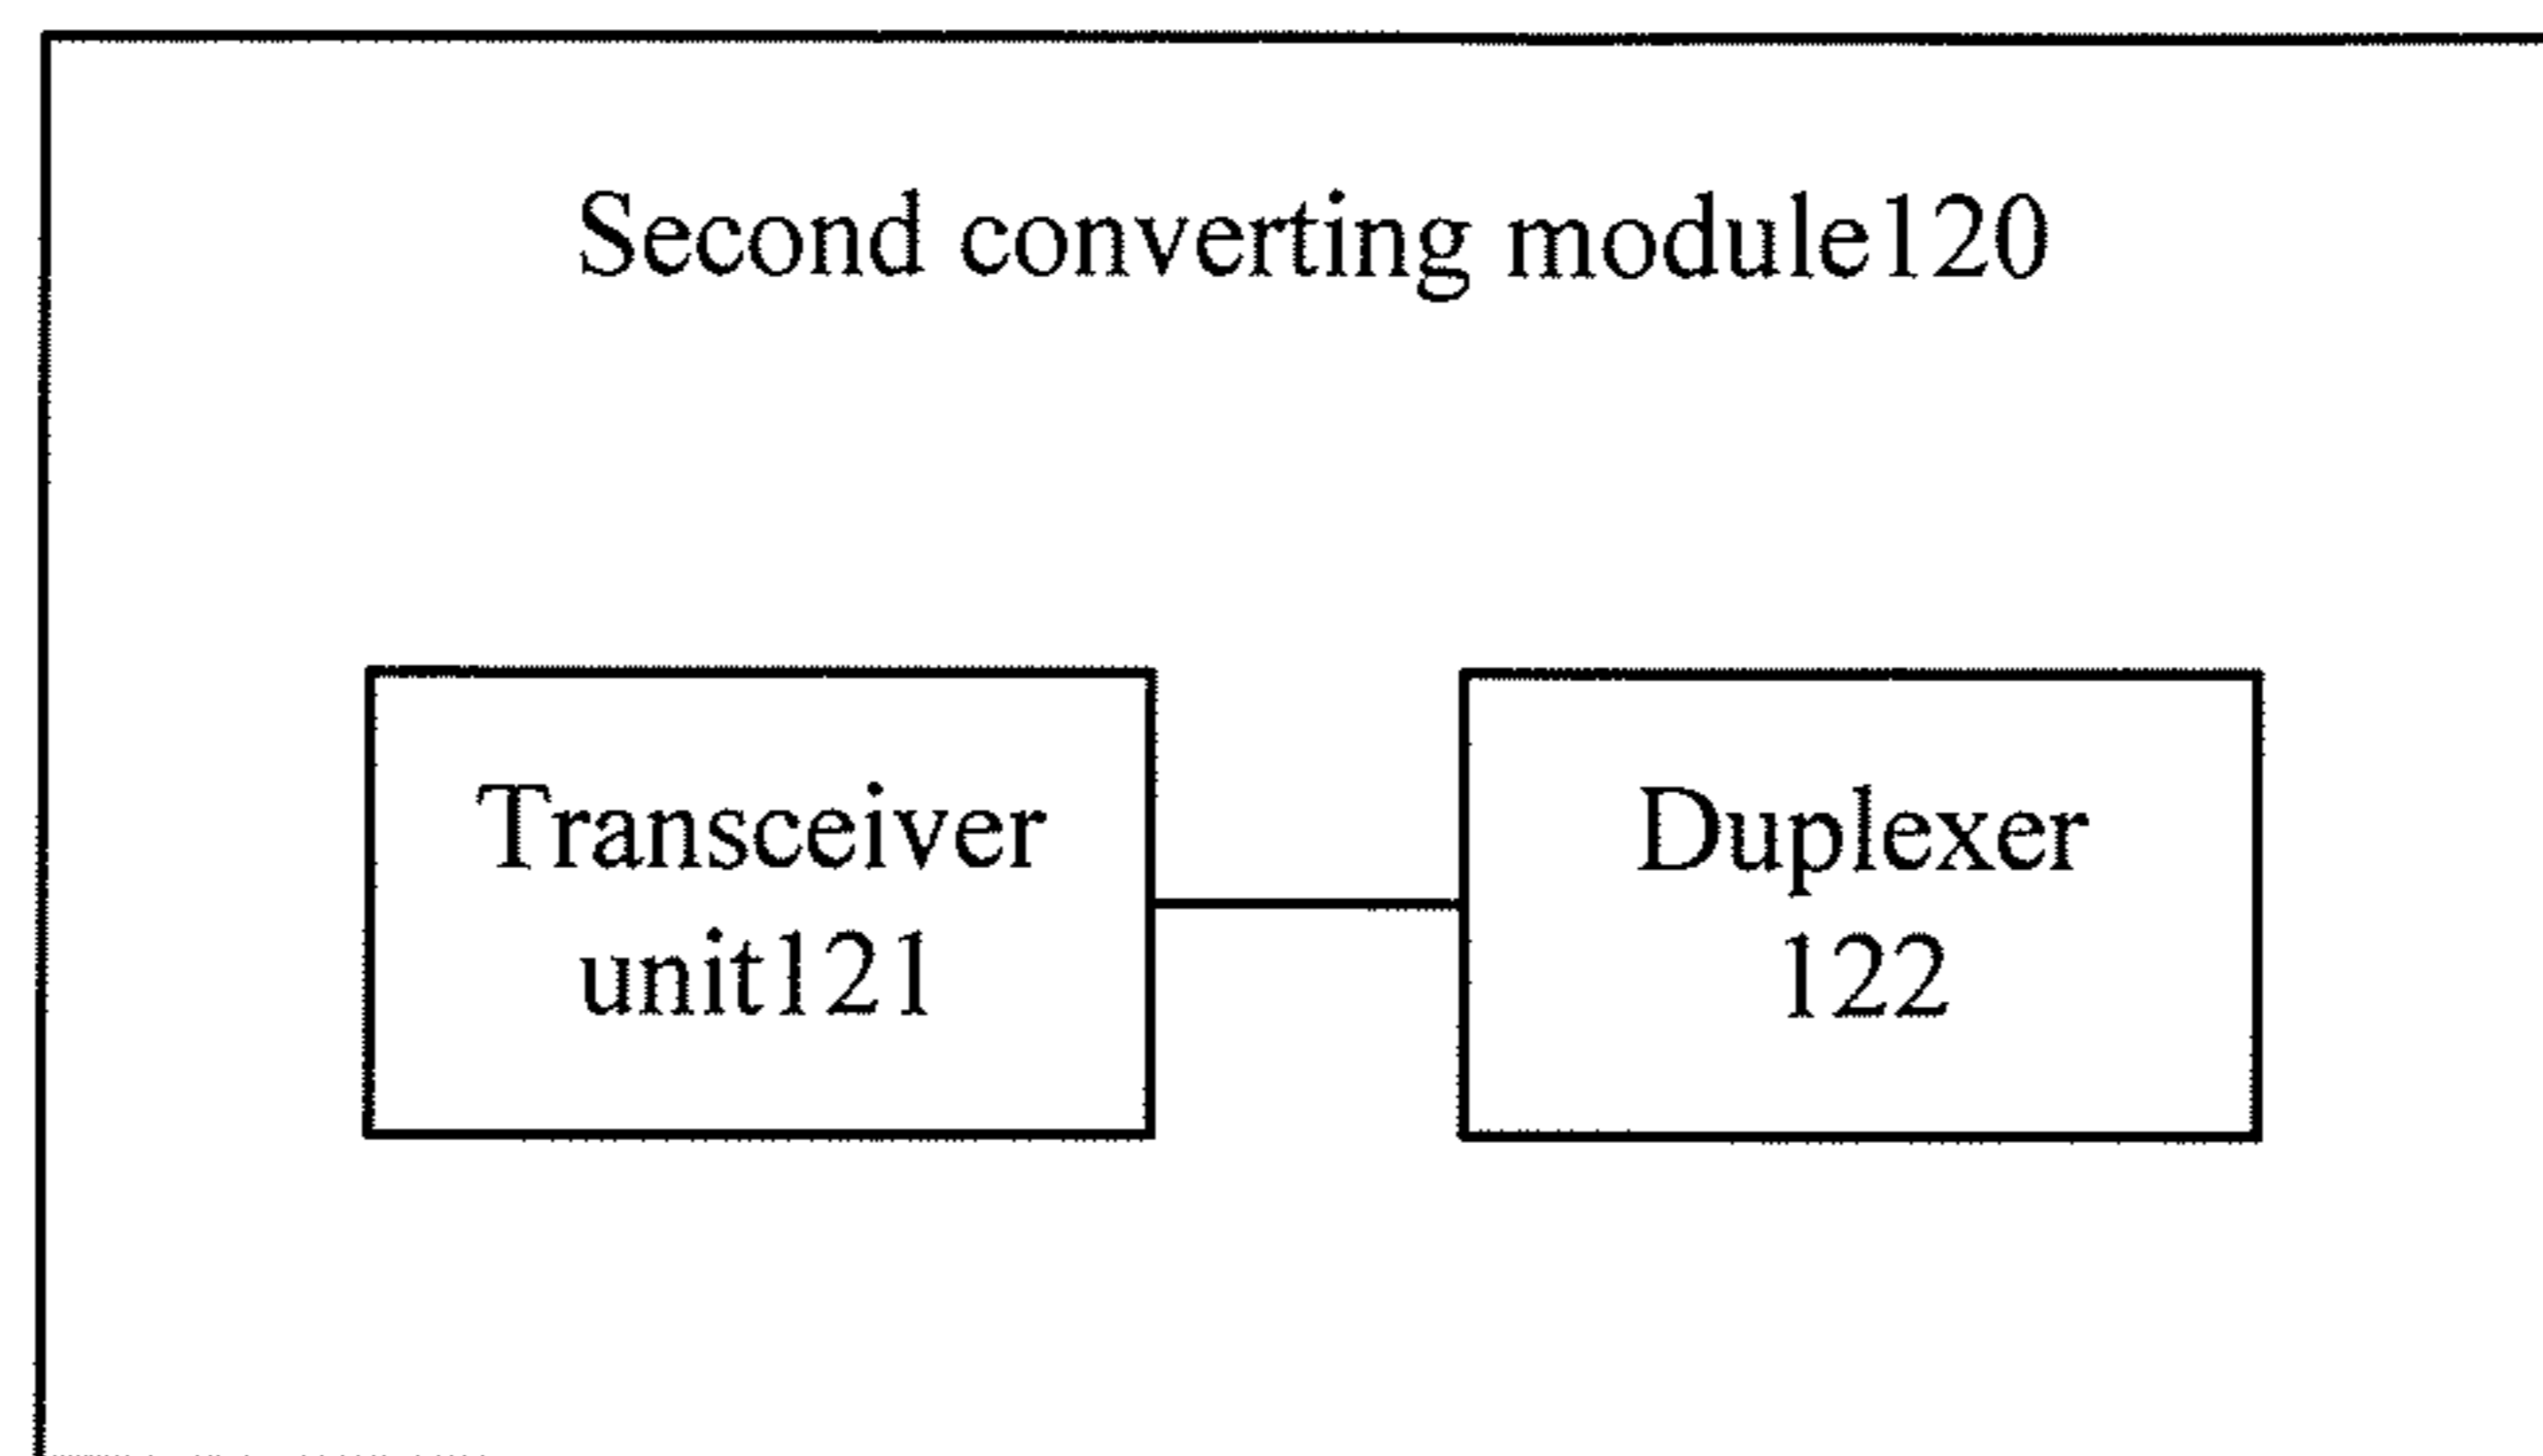 Second converting module120
Transceiver
unit121
Duplexer
122